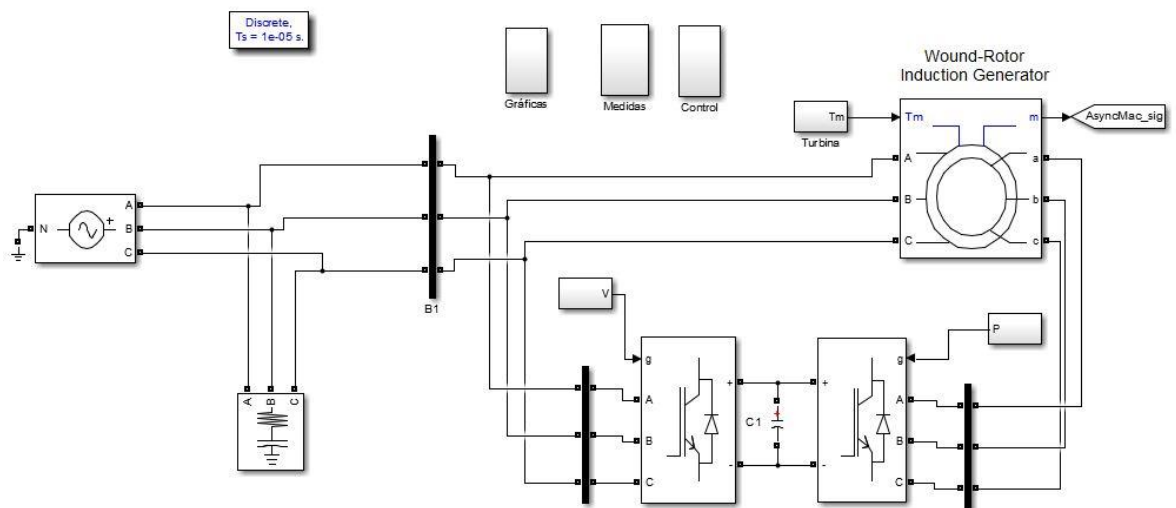 Discrete,
Ts = 1e-05 s.
Gráficas
Medidas
Control
Wound-Rotor
Induction Generator
Tm
Turbina
Tm
m
AsyncMac_sig
A
a
B
b
C
c
N
A
+
B
C
B1
V
P
A
B
C
g
A
B
C
+
-
C1
+
+
-
g
A
B
C